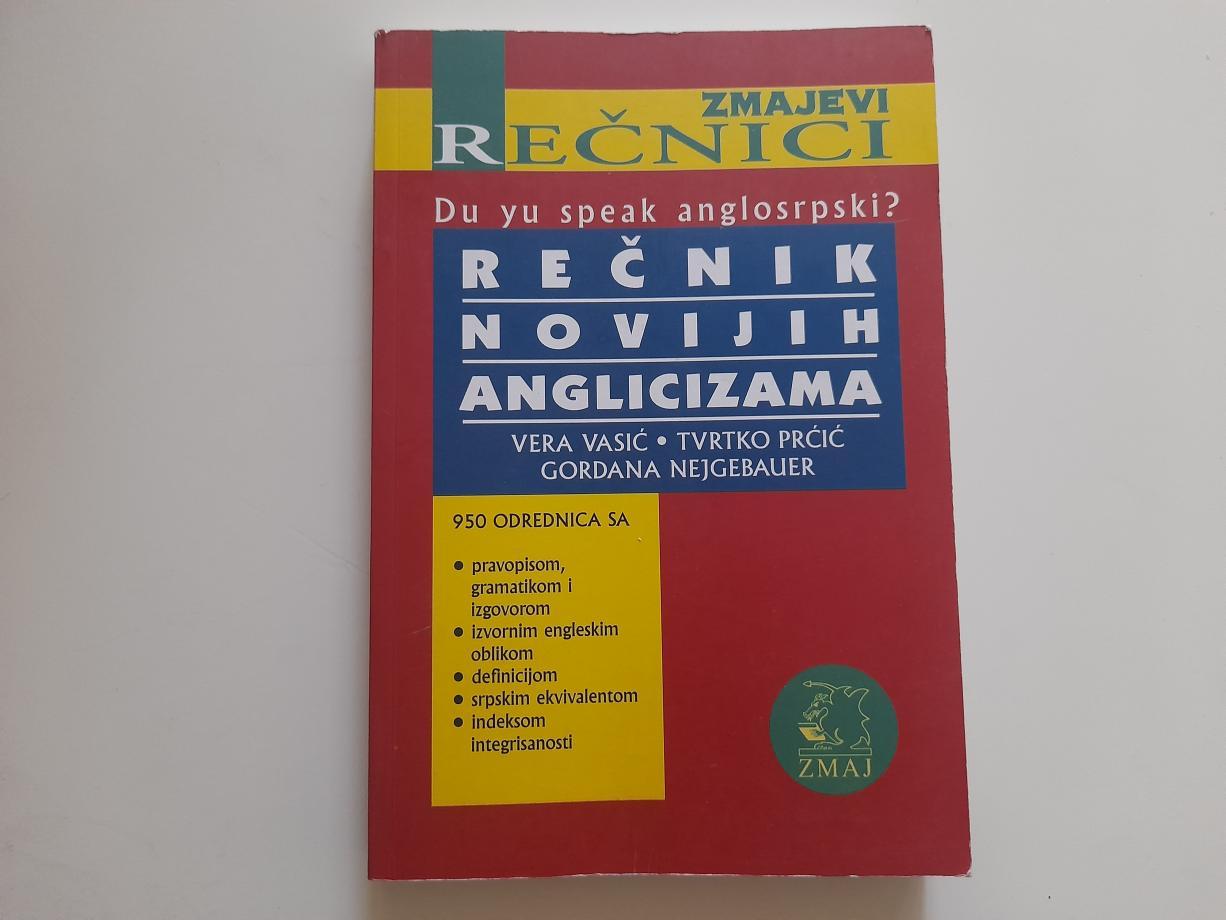 ZMAJEVI
REČNICI
Du yu speak anglosrpski?
REČNIK
NOVIJIH
ANGLICIZAMA
VERA VASIĆ • TVRTKO PRĆIĆ
GORDANA NEJGEBAUER
950 ODREDNICA SA
• pravopisom,
gramatikom i
izgovorom
• izvornim engleskim
oblikom
• definicijom
• srpskim ekvivalentom
• indeksom
integrisanosti
ZMAJ